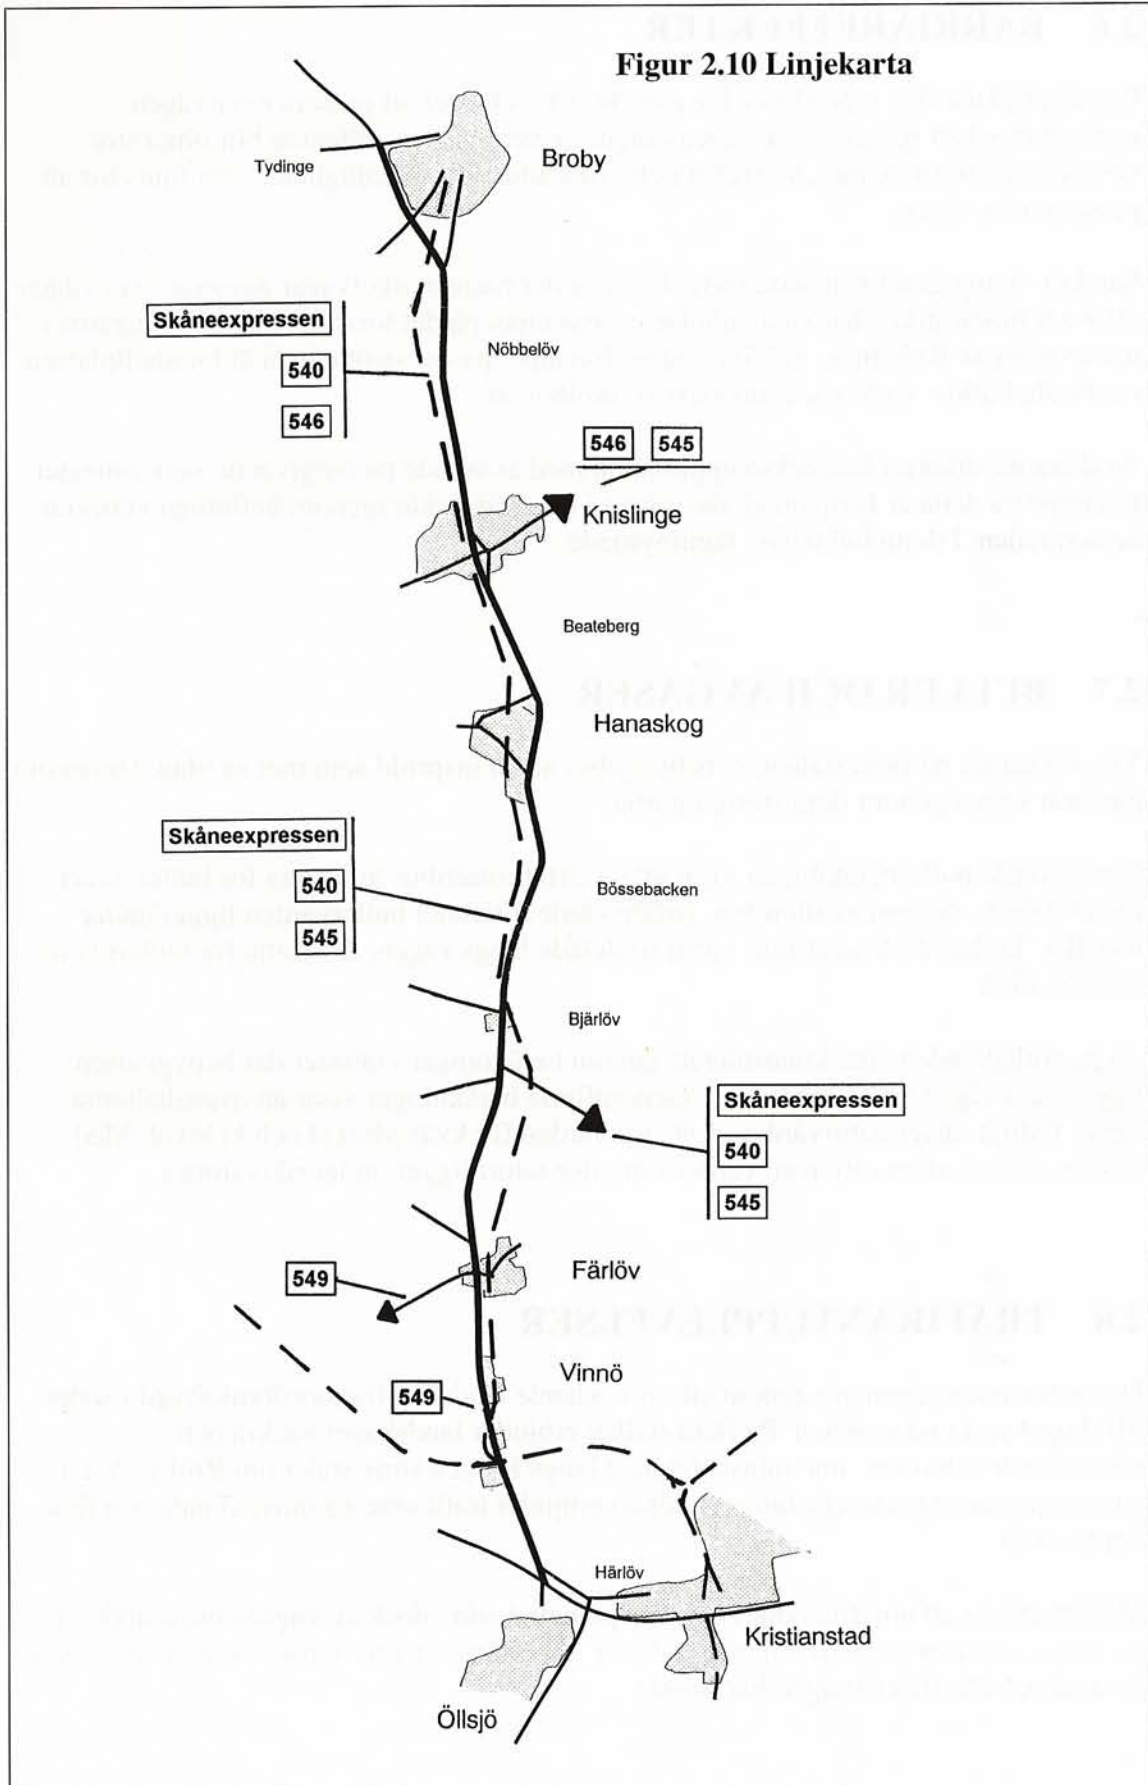 Figur 2.10 Linjekarta
Broby
Tydinge
Skåneexpressen
540
546
Nöbbelöv
546 545
Knislinge
Beateberg
Hanaskog
Skåneexpressen
540
545
Bössebacken
Bjärlöv
Skåneexpressen
540
545
Färlöv
549
Vinnö
549
Härlöv
Kristianstad
Öllsjö